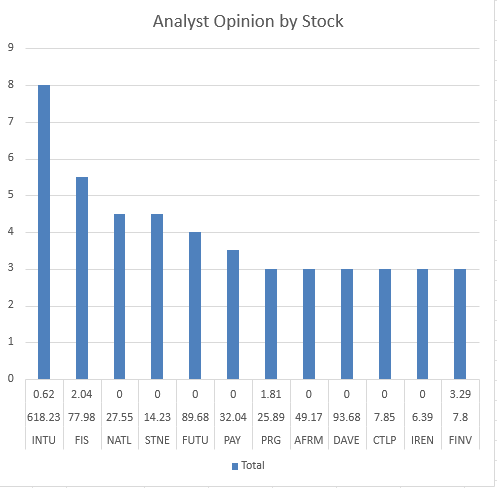 Analyst Opinion by Stock
9
8
7
6
5
4
3
2
1
0
0.62 2.04 0 0 0 0 1.81 0 0 0 0 3.29
618.23 77.98 27.55 14.23 89.68 32.04 25.89 49.17 93.68 7.85 6.39 7.8
INTU FIS NATL STNE FUTU PAY PRG AFRM DAVE CTLP IREN FINV
Total